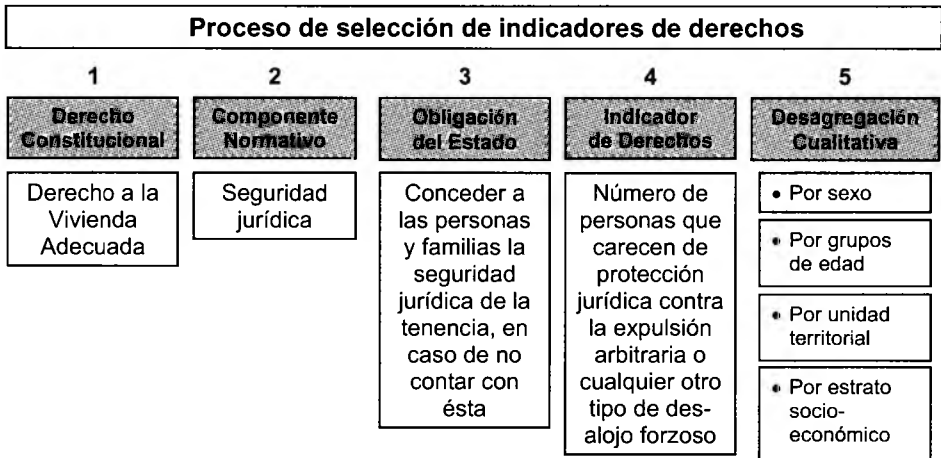 Proceso de selección de indicadores de derechos
1
2
3
4
5
Derecho
Constitucional
Componente
Normativo
Obligación
del Estado
Indicador
de Derechos
Desagregación
Cualitativa
Derecho a la
Vivienda
Adecuada
Seguridad
jurídica
Conceder a
las personas
y familias la
seguridad
jurídica de la
tenencia, en
caso de no
contar con
ésta
Número de
personas que
carecen de
protección
jurídica contra
la expulsión
arbitraria o
cualquier otro
tipo de des-
alojo forzoso
• Por sexo
• Por grupos
de edad
• Por unidad
territorial
• Por estrato
socio-
económico